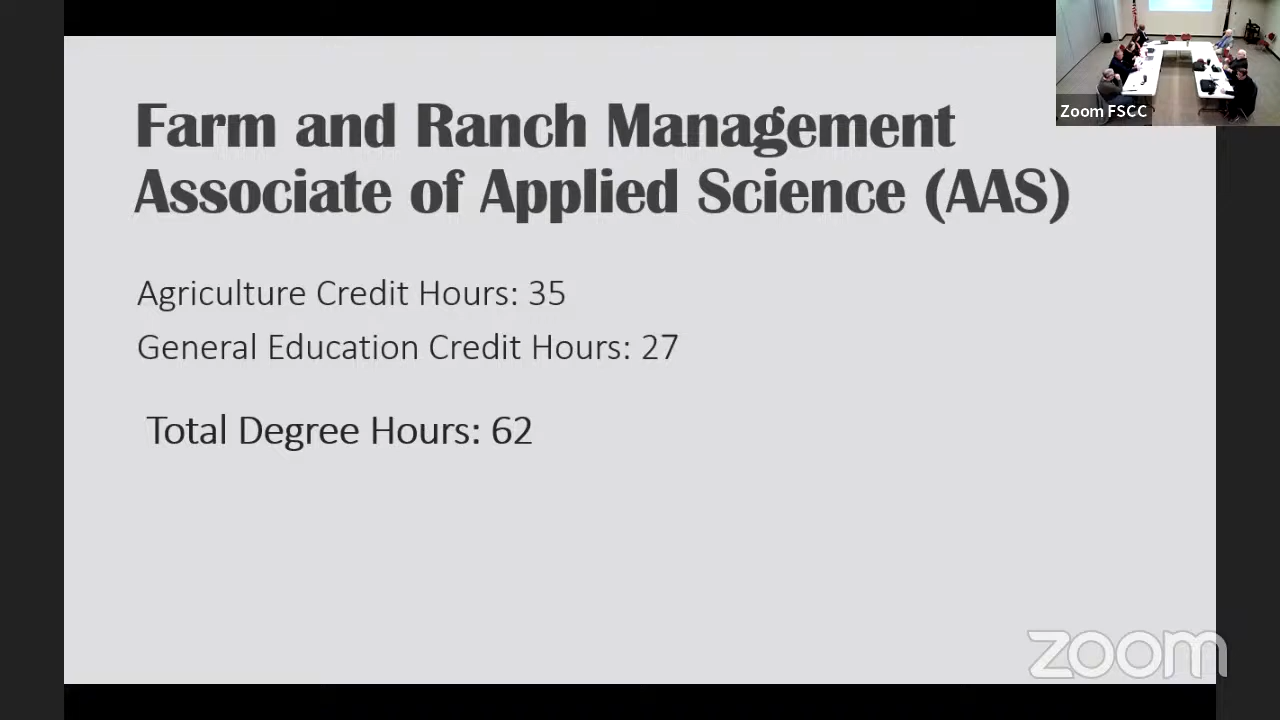 Farm and Ranch Management
Associate of Applied Science (AAS)
Agriculture Credit Hours: 35
General Education Credit Hours: 27
Total Degree Hours: 62
Zoom FSCC
zoom